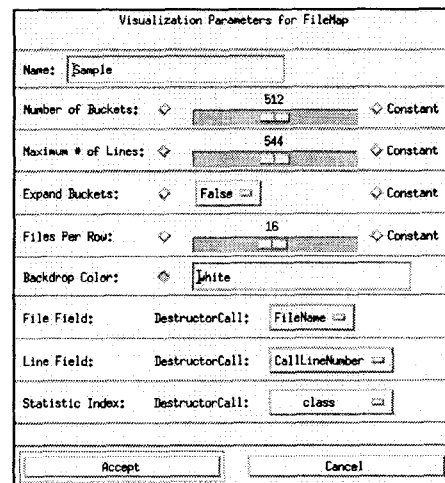 Visualization Parameters for FileMap
Name: Sample
512
Number of Buckets: Constant
544
Maximum # of Lines: Constant
Expand Buckets: False Constant
16
Files Per Row: Constant
Backdrop Color: white
File Field: DestructorCall: FileName
Line Field: DestructorCall: CallLineNumber
Statistic Index: DestructorCall: class
Accept Cancel